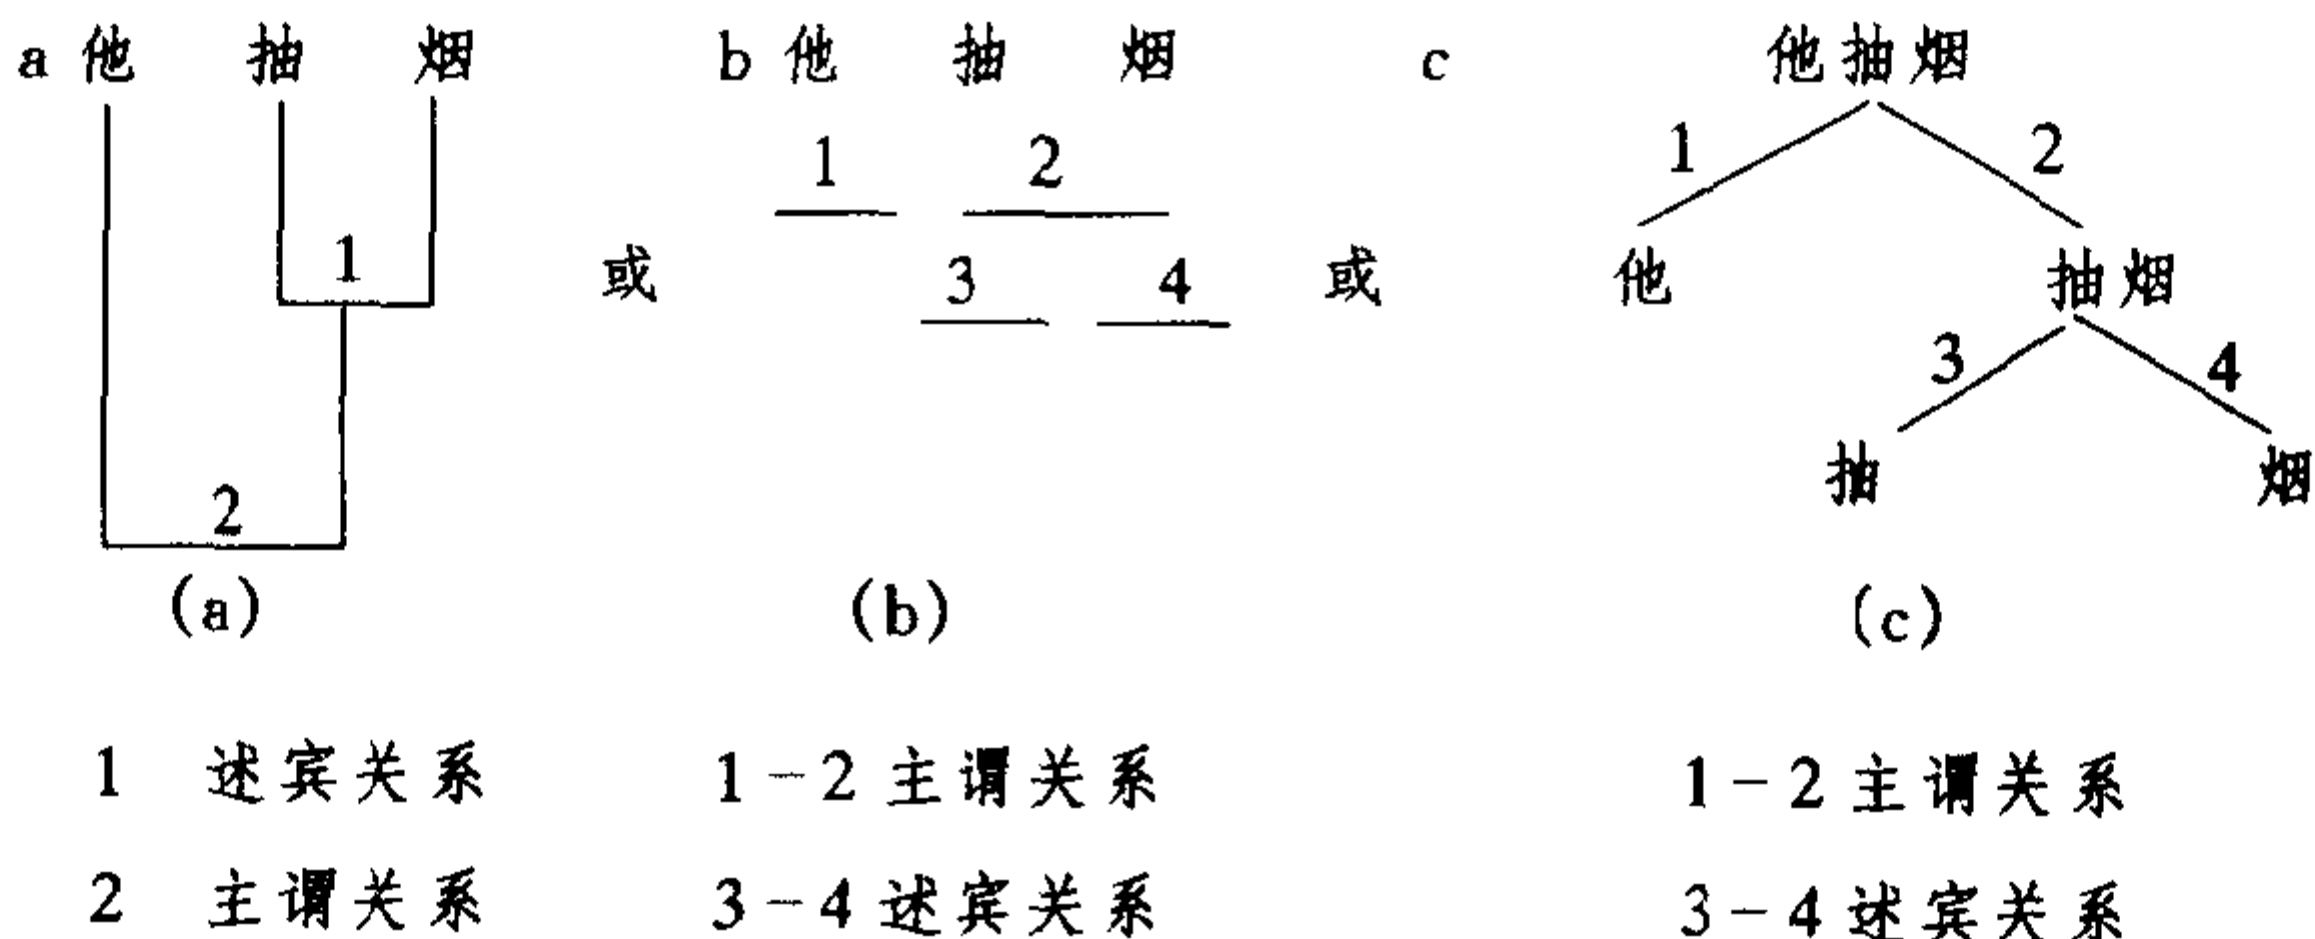 a 他 抽 烟 b 他 抽 烟 c 他抽烟
1 2 1 2
1 或 3 4 或 他 抽烟
3 4
2 抽 烟
(a) (b) (c)
1 述宾关系 1-2主谓关系 1-2主谓关系
2 主谓关系 3-4述宾关系 3-4述宾关系